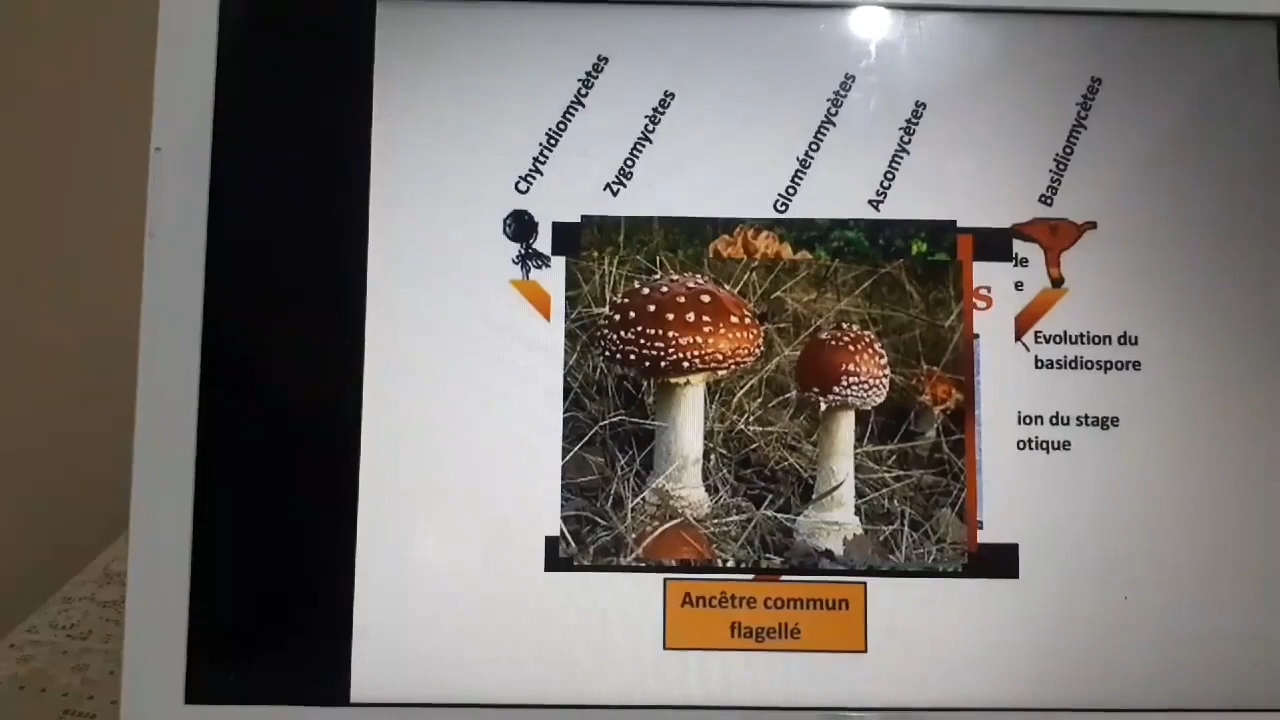 Chytridiomycètes
Zygomycètes
Gloméromycètes
Ascomycètes
Basidiomycètes
de
e
s
Evolution du
basidiospore
ion du stage
otique
Ancêtre commun
flagellé